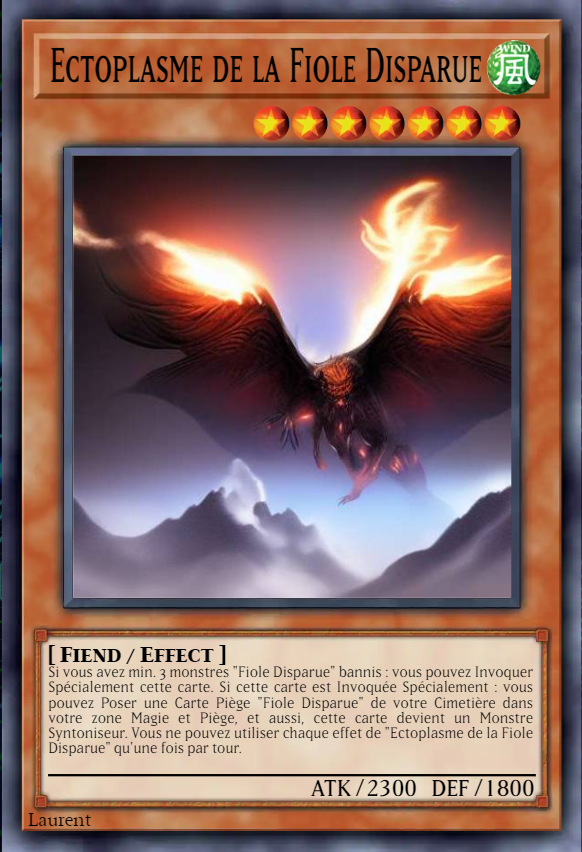 Ectoplasme de la Fiole Disparue
WIND
風
[ Fiend / Effect ]
Si vous avez min. 3 monstres "Fiole Disparue" bannis : vous pouvez Invoquer
Spécialement cette carte. Si cette carte est Invoquée Spécialement : vous
pouvez Poser une Carte Piège "Fiole Disparue" de votre Cimetière dans
votre zone Magie et Piège, et aussi, cette carte devient un Monstre
Syntoniseur. Vous ne pouvez utiliser chaque effet de "Ectoplasme de la Fiole
Disparue" qu'une fois par tour.
ATK/2300 DEF/1800
Laurent